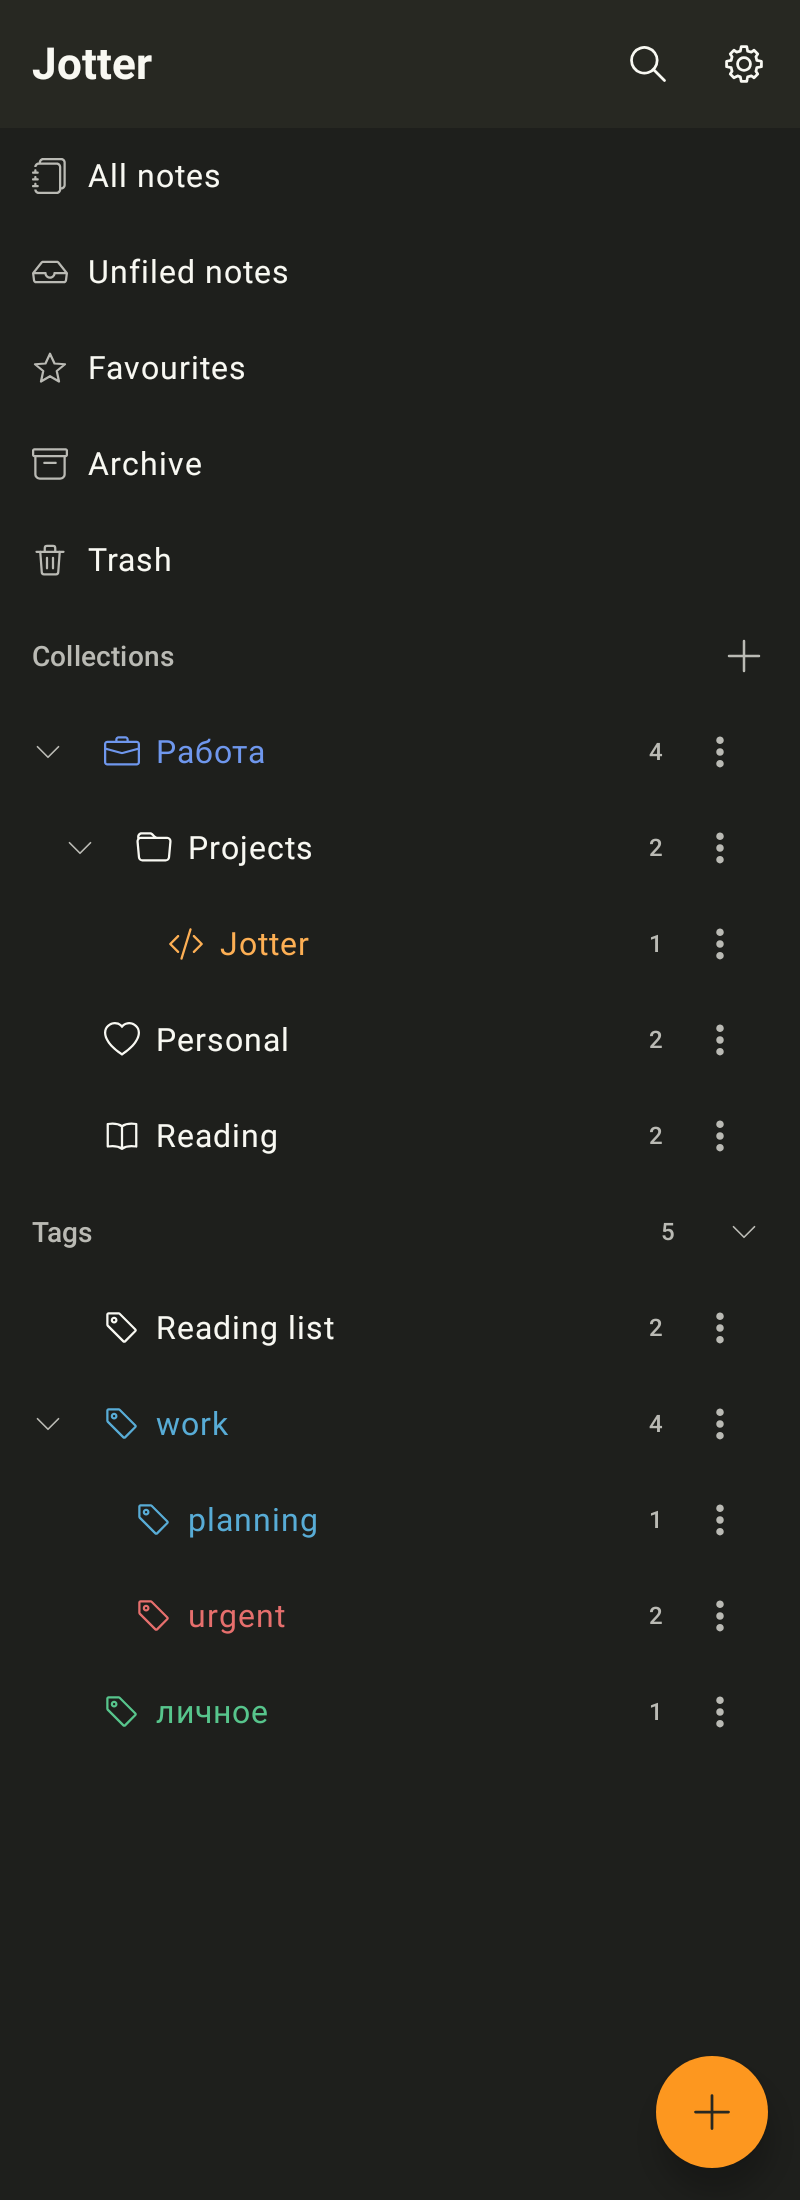 Jotter
All notes
Unfiled notes
Favourites
Archive
Trash
Collections
Работа 4
Projects 2
Jotter 1
Personal 2
Reading 2
Tags 5
Reading list 2
work 4
planning 1
urgent 2
личное 1